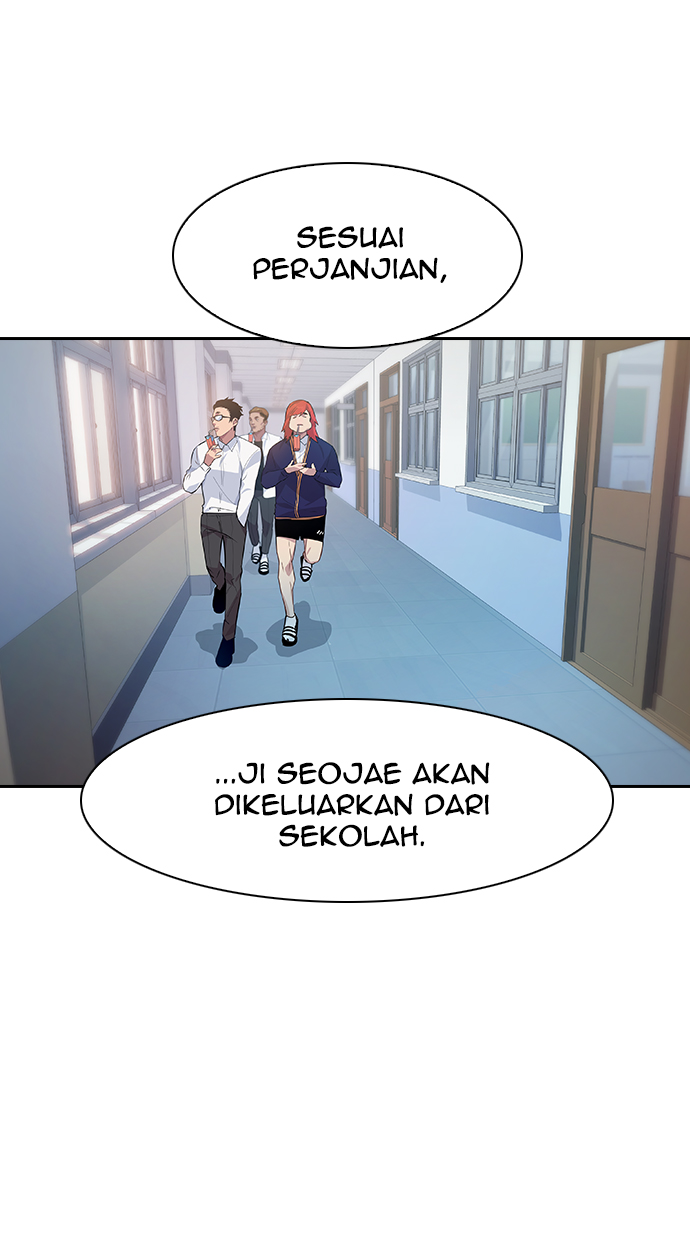 SESUAI
PERJANJIAN,
...JI SEOJAE AKAN
DIKELUARKAN DARI
SEKOLAH.